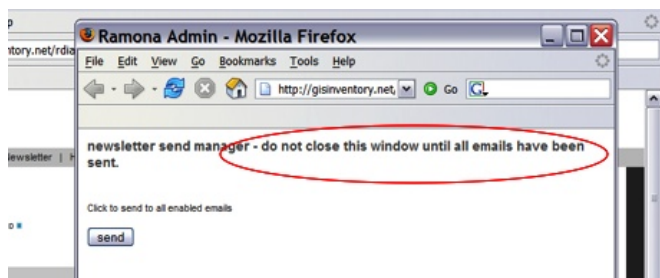 Ramona Admin - Mozilla Firefox
ntory.net/rdia
File Edit View Go Bookmarks Tools Help
http://gisinventory.net, Go G
newsletter send manager - do not close this window until all emails have been
sent.
ewsletter | H
Click to send to all enabled emails
send